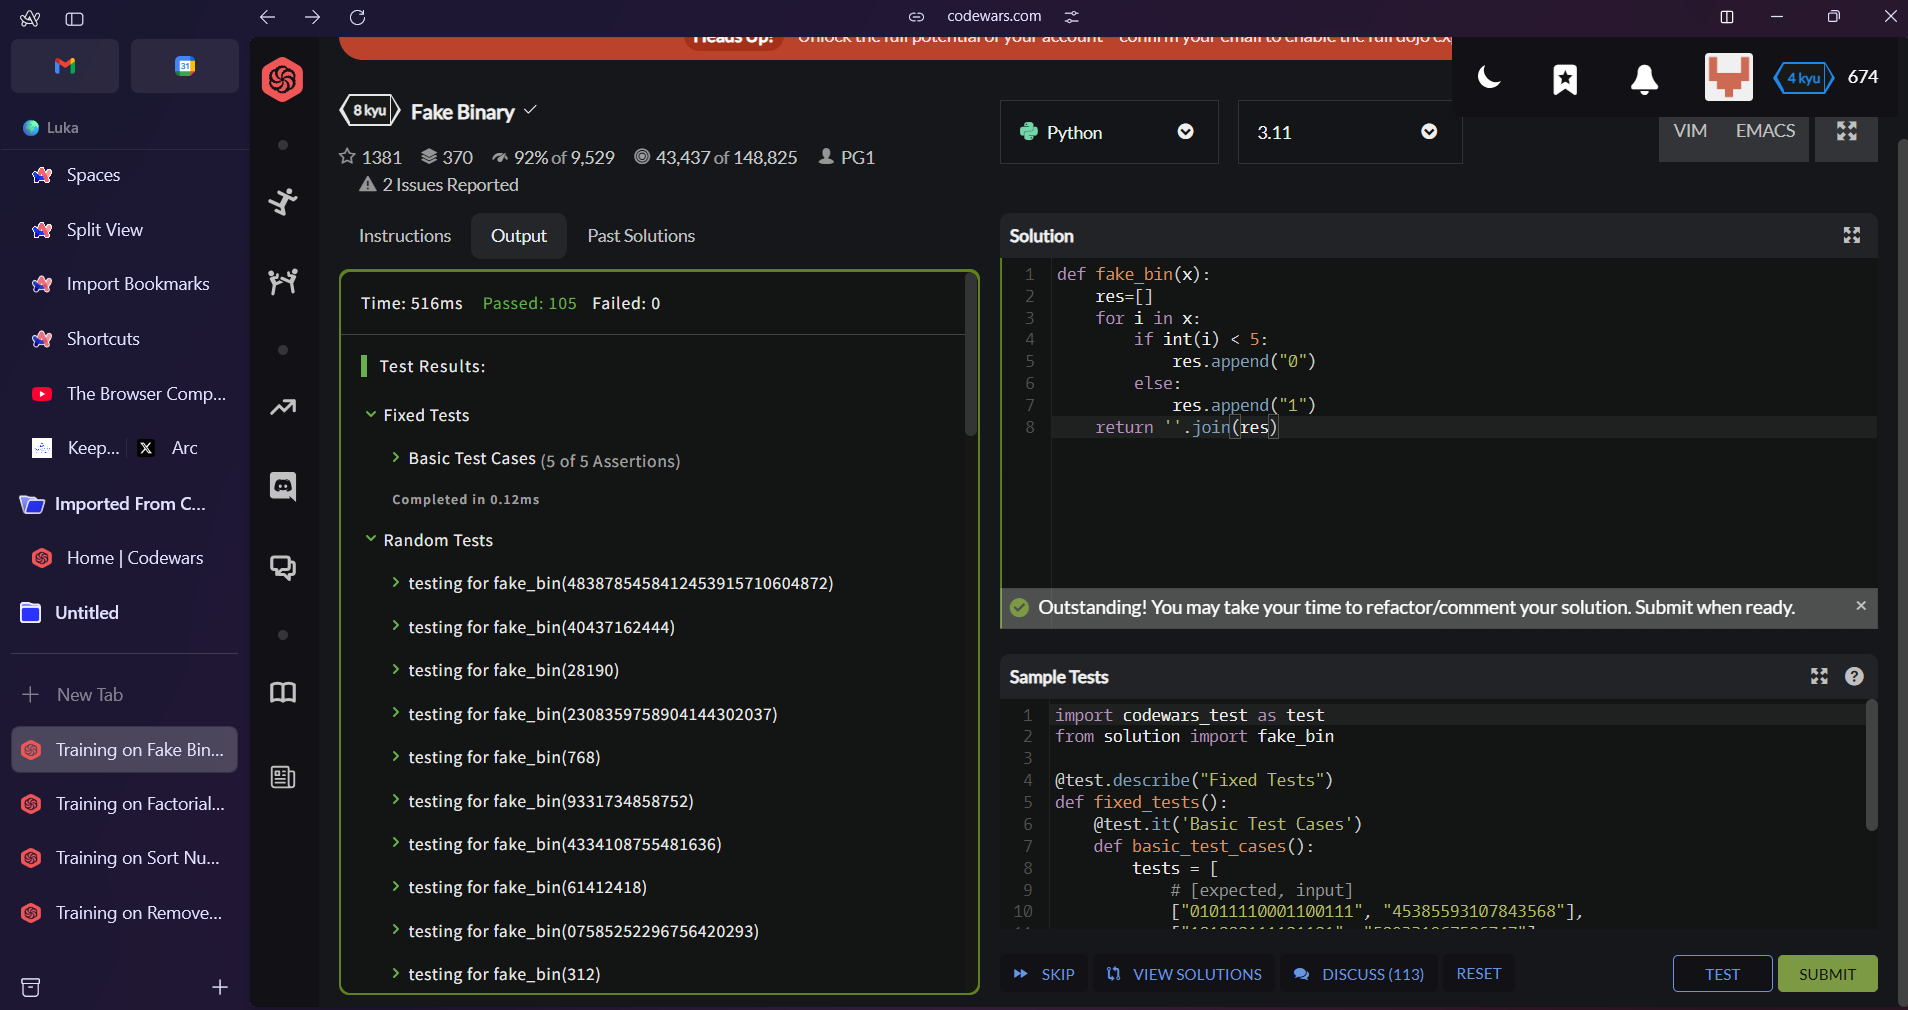 codewars.com
31
Luka
Spaces
Split View
Import Bookmarks
Shortcuts
The Browser Comp...
Keep...
X
Arc
Imported From C...
Home | Codewars
Untitled
New Tab
Training on Fake Bin...
Training on Factorial...
Training on Sort Nu...
Training on Remove...
Heads Up! Unlock the full potential of your account — confirm your email to enable the full dojo ex
4 kyu
674
8 kyu
Fake Binary
1381
370
92% of 9,529
43,437 of 148,825
PG1
2 Issues Reported
Instructions
Output
Past Solutions
Time: 516ms Passed: 105 Failed: 0
Test Results:
Fixed Tests
Basic Test Cases (5 of 5 Assertions)
Completed in 0.12ms
Random Tests
testing for fake_bin(48387854584124539157106048​72)
testing for fake_bin(40437162444)
testing for fake_bin(28190)
testing for fake_bin(2308359758904144302037)
testing for fake_bin(768)
testing for fake_bin(9331734858752)
testing for fake_bin(4334108755481636)
testing for fake_bin(61412418)
testing for fake_bin(07585252296756420293)
testing for fake_bin(312)
Python
3.11
VIM
EMACS
Solution
1 def fake_bin(x):
2 res=[]
3 for i in x:
4 if int(i) < 5:
5 res.append("0")
6 else:
7 res.append("1")
8 return ''.join(res)
Outstanding! You may take your time to refactor/comment your solution. Submit when ready.
×
Sample Tests
?
1 import codewars_test as test
2 from solution import fake_bin
3
4 @test.describe("Fixed Tests")
5 def fixed_tests():
6 @test.it('Basic Test Cases')
7 def basic_test_cases():
8 tests = [
9 # [expected, input]
10 ["01011110001100111", "45385593107843568"],
SKIP
VIEW SOLUTIONS
DISCUSS (113)
RESET
TEST
SUBMIT